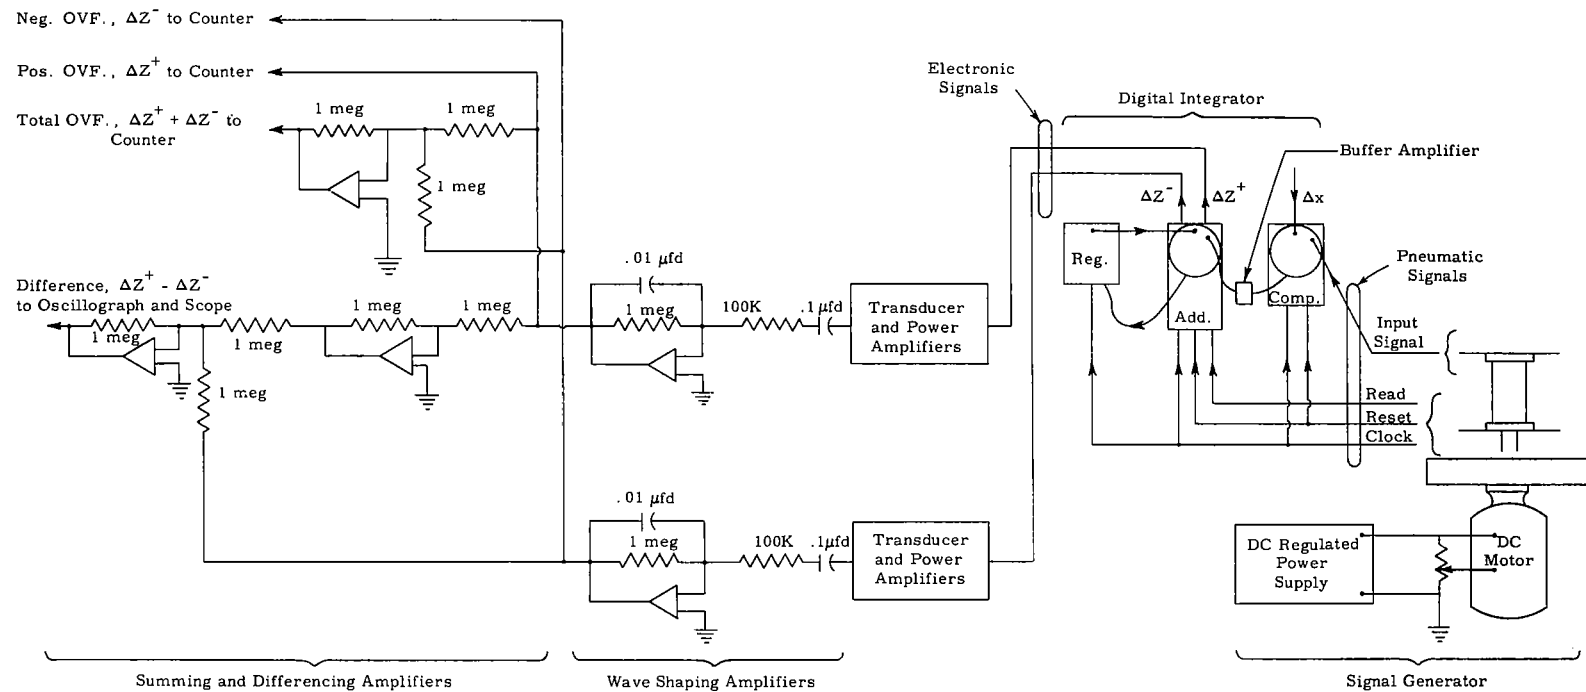 Neg. OVF., ΔZ⁻ to Counter
Pos. OVF., ΔZ⁺ to Counter
Total OVF., ΔZ⁺ + ΔZ⁻ to
Counter
1 meg
1 meg
1 meg
Difference, ΔZ⁺ - ΔZ⁻
to Oscillograph and Scope
1 meg
1 meg
1 meg
1 meg
1 meg
.01 μfd
1 meg
100K
.1μfd
Transducer
and Power
Amplifiers
.01 μfd
1 meg
100K
.1μfd
Transducer
and Power
Amplifiers
Electronic
Signals
Digital Integrator
Buffer Amplifier
ΔZ⁻
ΔZ⁺
Δx
Reg.
Add.
Comp.
Pneumatic
Signals
Input
Signal
Read
Reset
Clock
DC Regulated
Power
Supply
DC
Motor
Summing and Differencing Amplifiers
Wave Shaping Amplifiers
Signal Generator